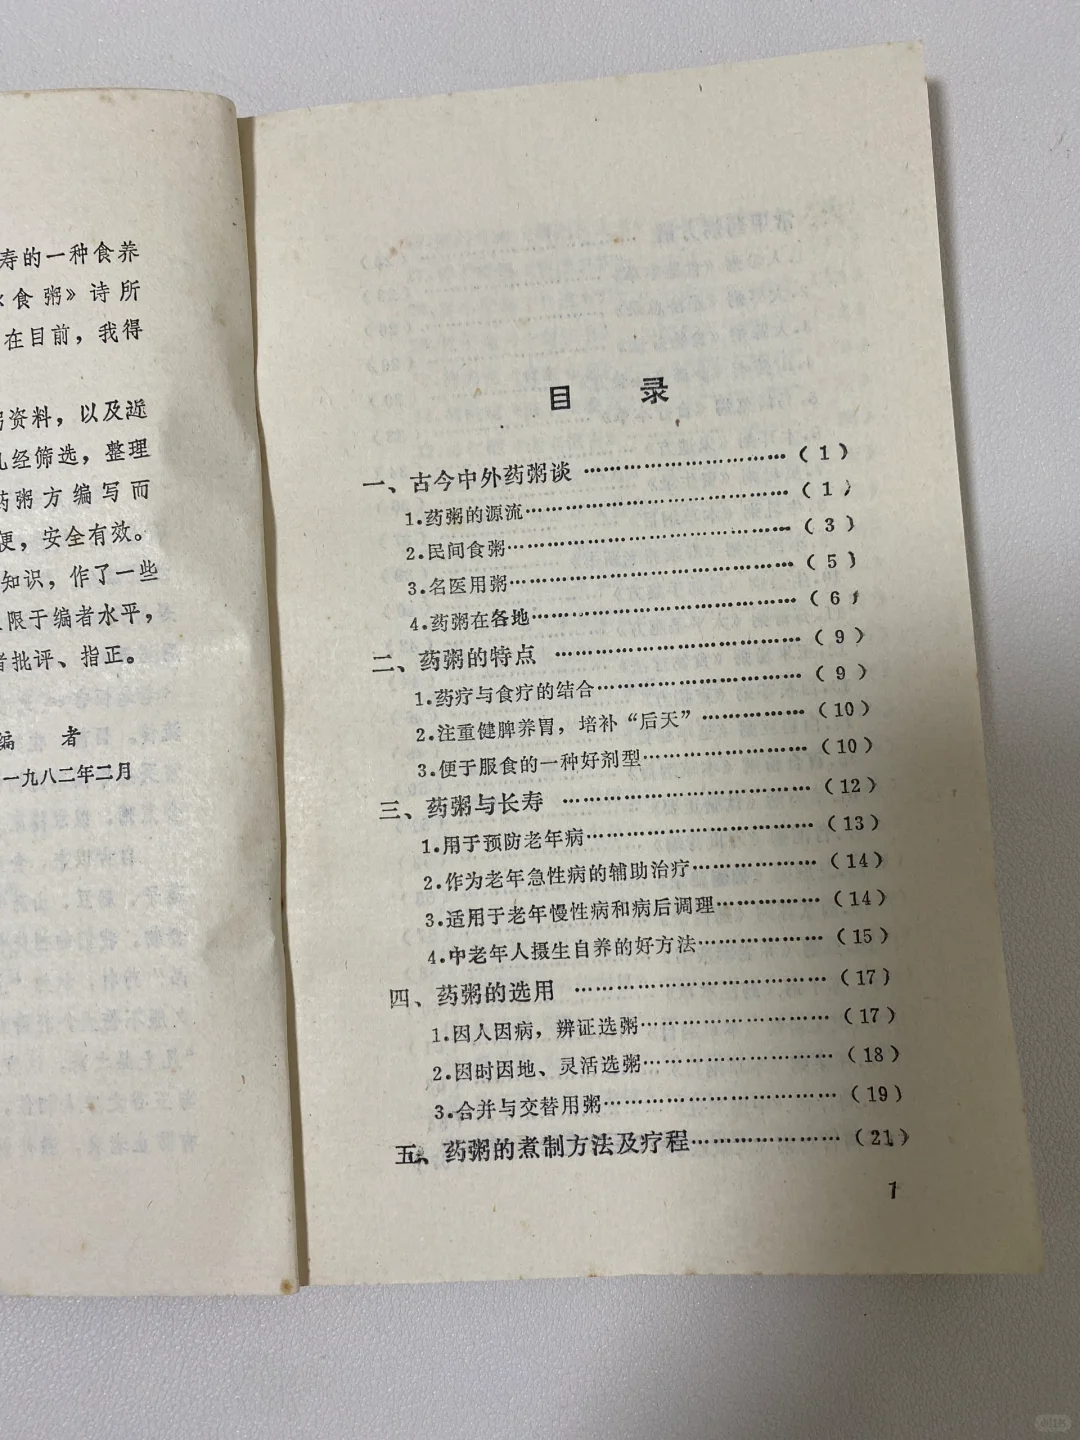 寿的一种食养
《食粥》诗所
在目前，我得
资料，以及近
几经筛选，整理
药粥方编写而
便，安全有效。
知识，作了一些
限于编者水平，
者批评、指正。
编 者
一九八二年二月
目 录
一、古今中外药粥谈……………………（1）
1.药粥的源流……………………（1）
2.民间食粥……………………（3）
3.名医用粥……………………（5）
4.药粥在各地……………………（6）
二、药粥的特点……………………（9）
1.药疗与食疗的结合……………………（9）
2.注重健脾养胃，培补“后天”…………（10）
3.便于服食的一种好剂型……………………（10）
三、药粥与长寿……………………（12）
1.用于预防老年病……………………（13）
2.作为老年急性病的辅助治疗…………（14）
3.适用于老年慢性病和病后调理…………（14）
4.中老年人摄生自养的好方法…………（15）
四、药粥的选用……………………（17）
1.因人因病，辨证选粥……………………（17）
2.因时因地、灵活选粥……………………（18）
3.合并与交替用粥……………………（19）
五、药粥的煮制方法及疗程……………………（21）
1